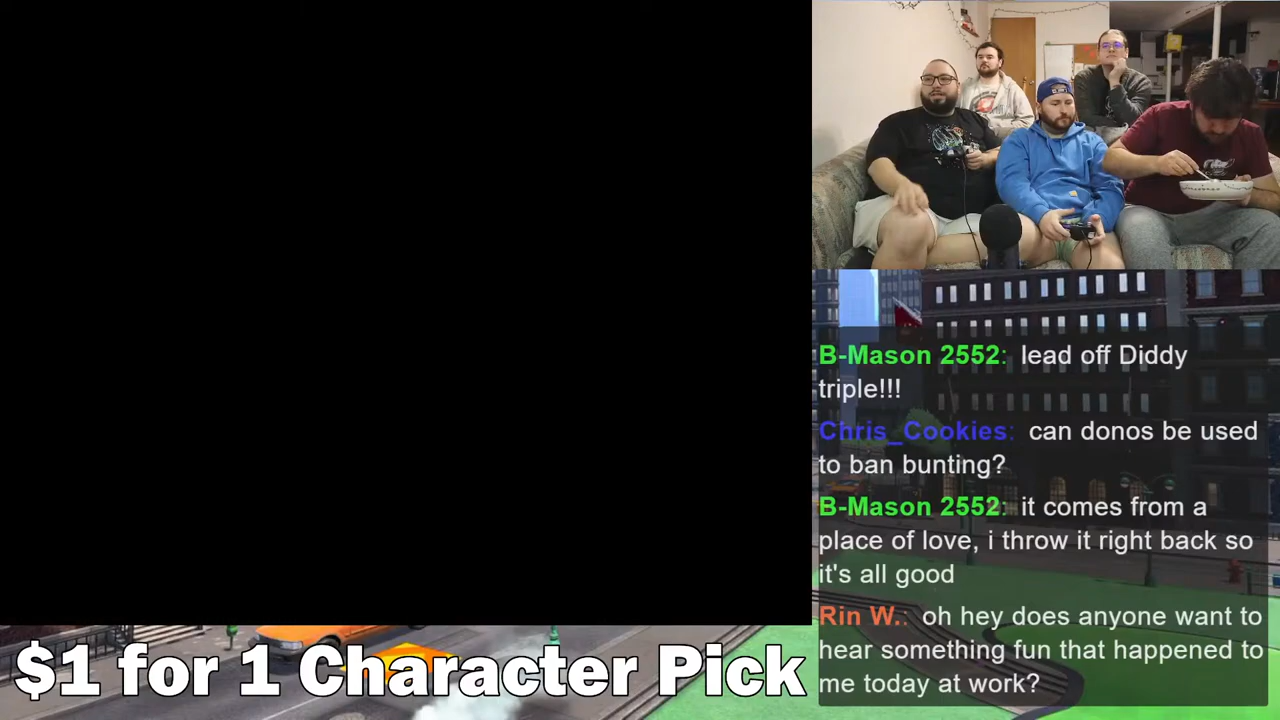 B-Mason 2552: lead off Diddy
triple!!!
Chris_Cookies: can donos be used
to ban bunting?
B-Mason 2552: it comes from a
place of love, i throw it right back so
it's all good
Rin W.: oh hey does anyone want to
hear something fun that happened to
me today at work?
$1 for 1 Character Pick